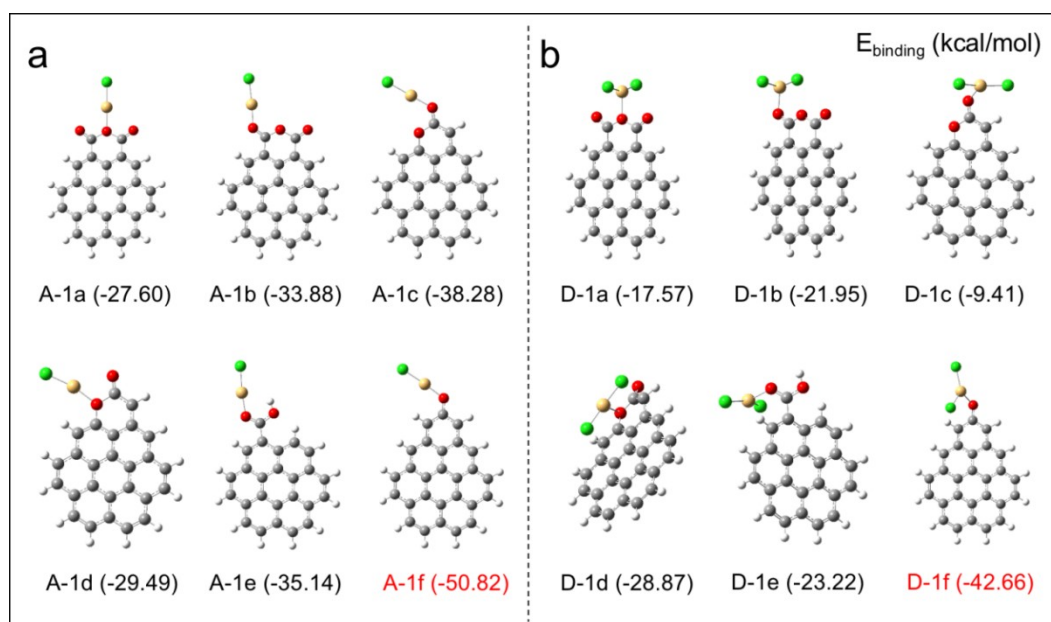 a
b
E_binding (kcal/mol)
A-1a (-27.60)
A-1b (-33.88)
A-1c (-38.28)
D-1a (-17.57)
D-1b (-21.95)
D-1c (-9.41)
A-1d (-29.49)
A-1e (-35.14)
A-1f (-50.82)
D-1d (-28.87)
D-1e (-23.22)
D-1f (-42.66)